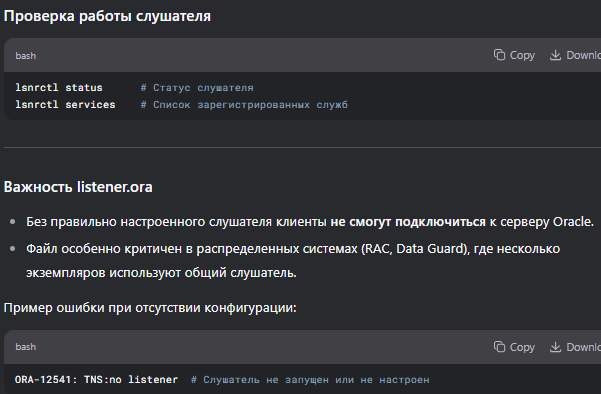 Проверка работы слушателя
bash Copy
lsnrctl status # Статус слушателя
lsnrctl services # Список зарегистрированных служб
Важность listener.ora
• Без правильно настроенного слушателя клиенты не смогут подключиться к серверу Oracle.
• Файл особенно критичен в распределенных системах (RAC, Data Guard), где несколько
экземпляров используют общий слушатель.
Пример ошибки при отсутствии конфигурации:
bash Copy
ORA-12541: TNS:no listener # Слушатель не запущен или не настроен